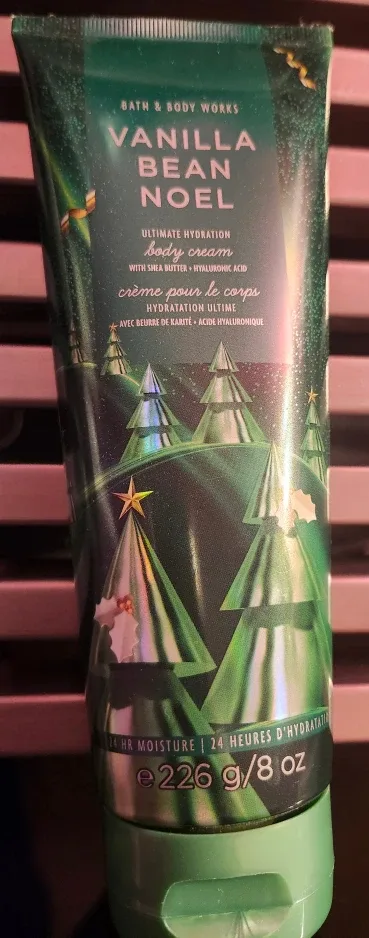 BATH & BODY WORKS
VANILLA
BEAN
NOEL
ULTIMATE HYDRATION
body cream
WITH SHEA BUTTER + HYALURONIC ACID
crème pour le corps
HYDRATATION ULTIME
AVEC BEURRE DE KARITÉ + ACIDE HYALURONIQUE
24 HR MOISTURE | 24 HEURES D'HYDRATATI
e 226 g/8 oz